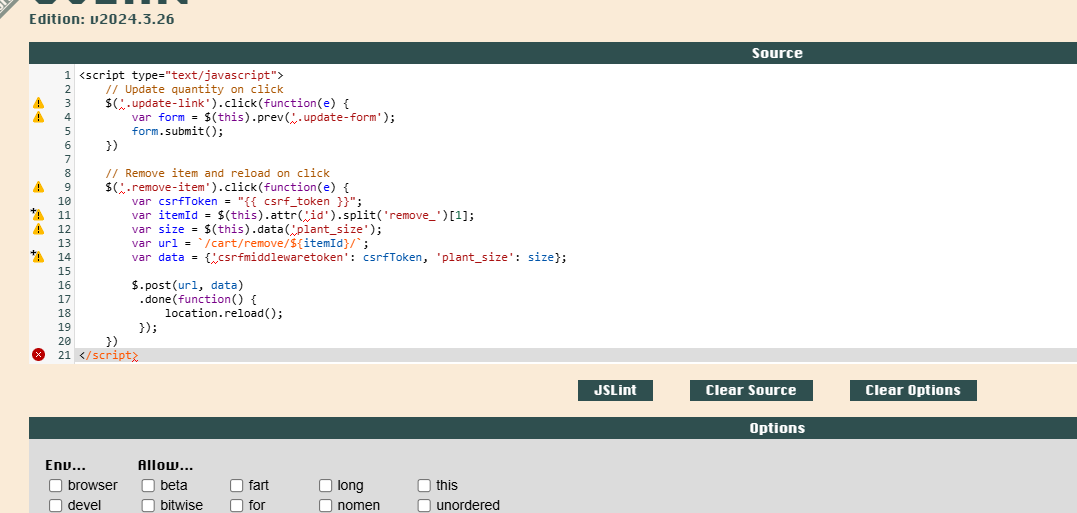 Edition: v2024.3.26
Source
1 <script type="text/javascript">
2 // Update quantity on click
3 $('.update-link').click(function(e) {
4 var form = $(this).prev('.update-form');
5 form.submit();
6 })
7
8 // Remove item and reload on click
9 $('.remove-item').click(function(e) {
10 var csrfToken = "{{ csrf_token }}";
11 var itemId = $(this).attr('id').split('remove_')[1];
12 var size = $(this).data('plant_size');
13 var url = `/cart/remove/${itemId}/`;
14 var data = {'csrfmiddlewaretoken': csrfToken, 'plant_size': size};
15
16 $.post(url, data)
17 .done(function() {
18 location.reload();
19 });
20 })
21 </script>
JSLint Clear Source Clear Options
Options
Env... Allow...
browser beta fart long this
devel bitwise for nomen unordered